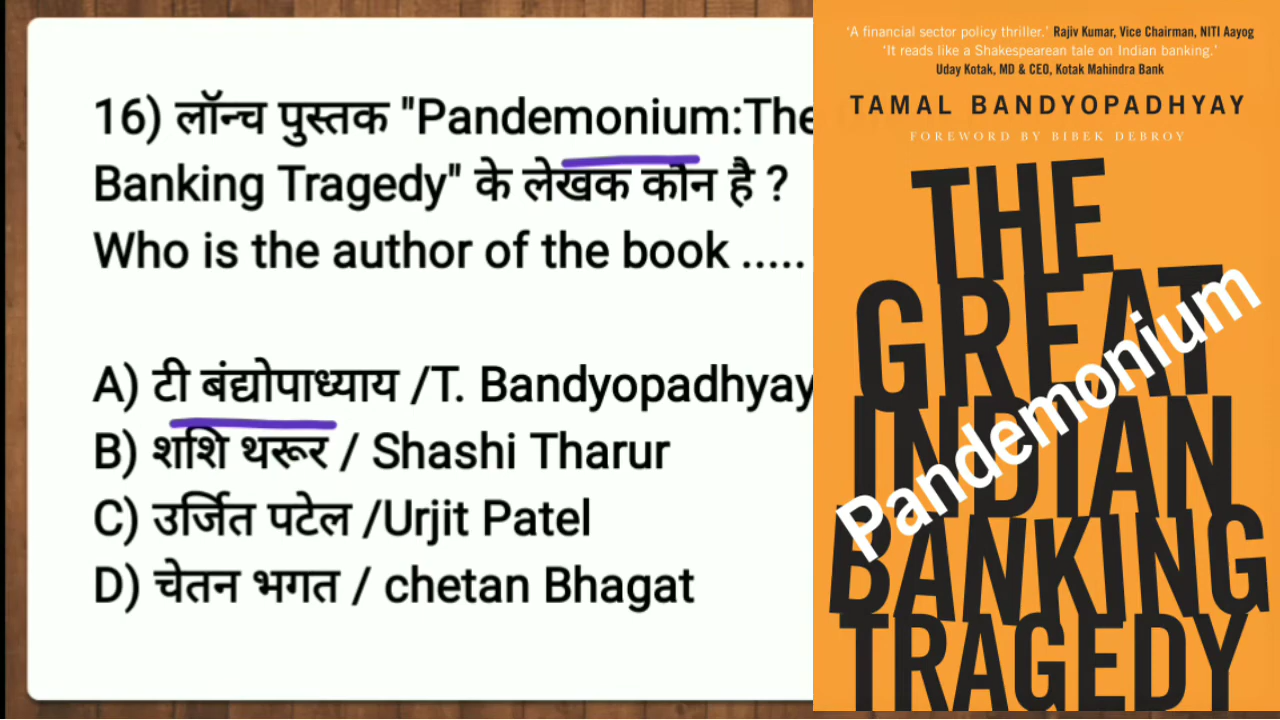 16) लॉन्च पुस्तक "Pandemonium:The
Banking Tragedy" के लेखक कौन है ?
Who is the author of the book .....
A) टी बंद्योपाध्याय /T. Bandyopadhyay
B) शशि थरूर / Shashi Tharur
C) उर्जित पटेल /Urjit Patel
D) चेतन भगत / chetan Bhagat
'A financial sector policy thriller.' Rajiv Kumar, Vice Chairman, NITI Aayog
'It reads like a Shakespearean tale on Indian banking.'
Uday Kotak, MD & CEO, Kotak Mahindra Bank
TAMAL BANDYOPADHYAY
FOREWORD BY BIBEK DEBROY
THE
GREAT
INDIAN
BANKING
TRAGEDY
Pandemonium